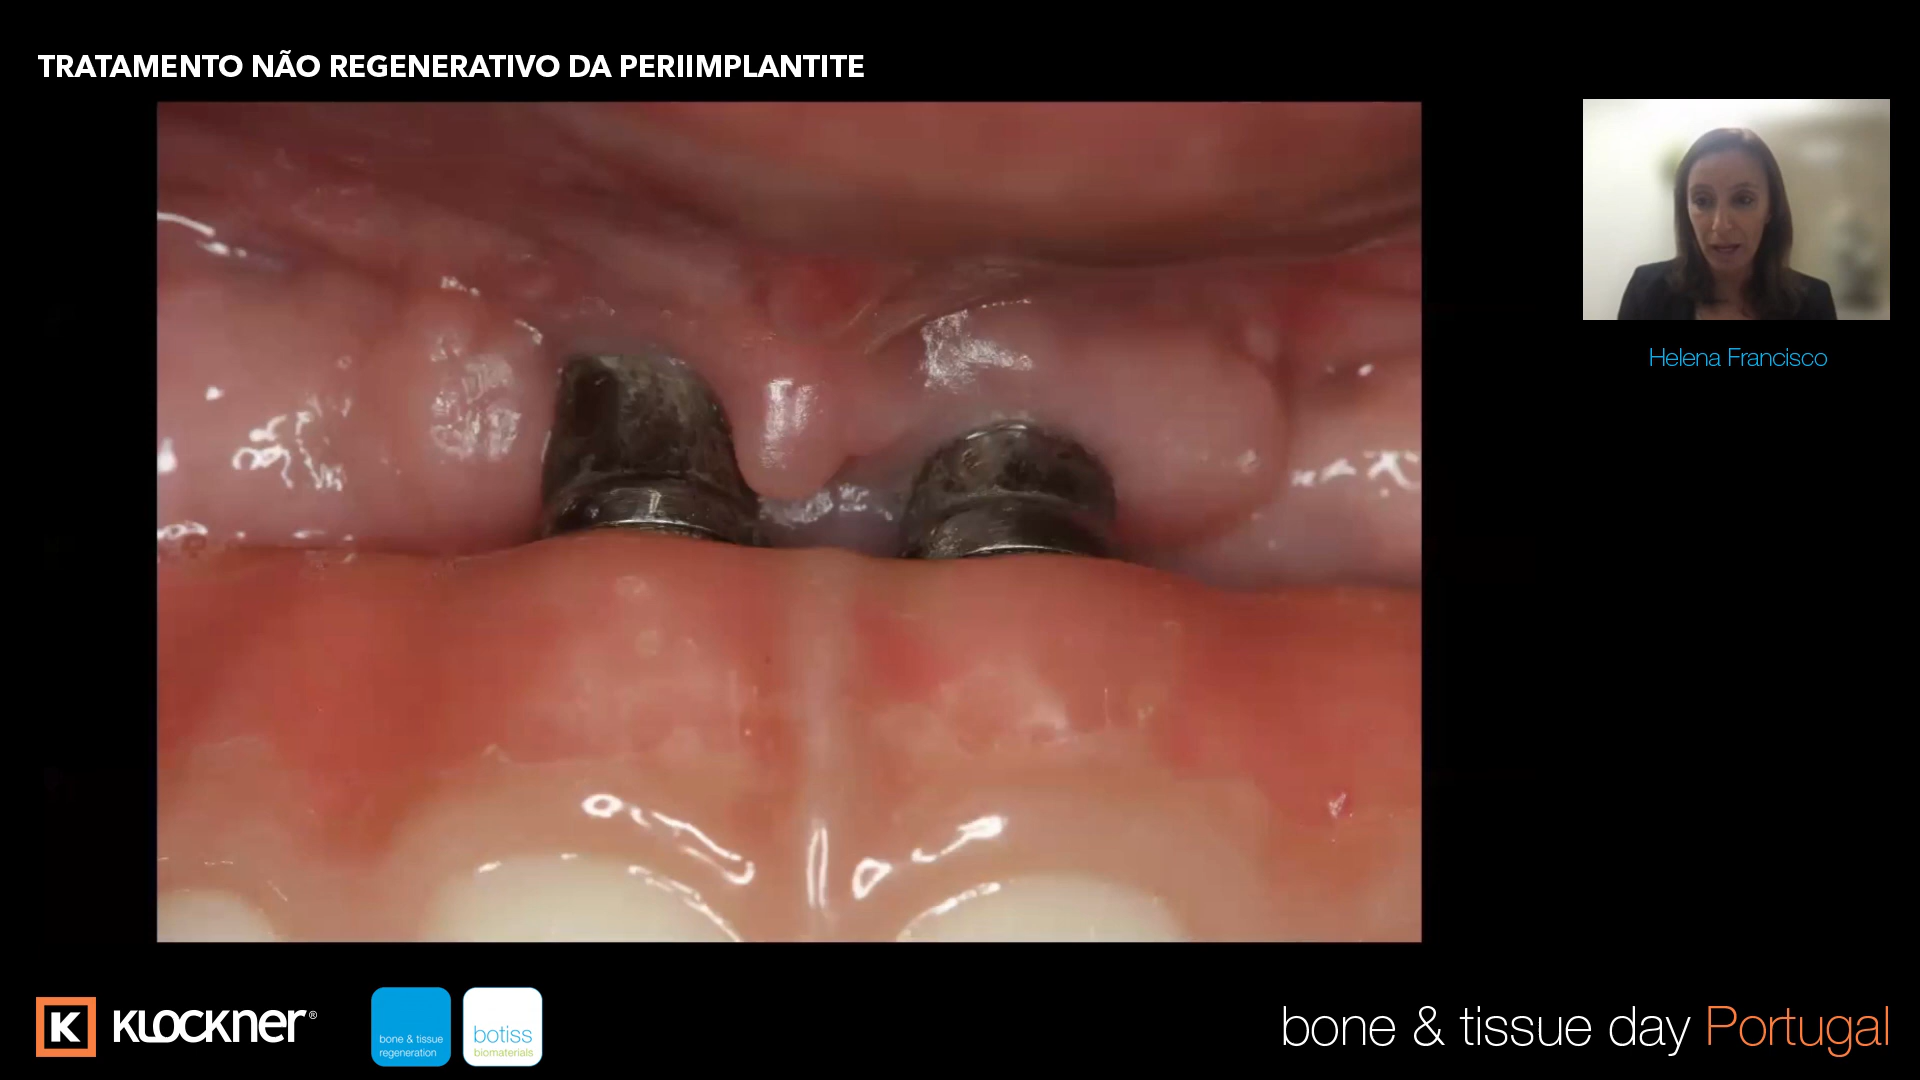 TRATAMENTO NÃO REGENERATIVO DA PERIIMPLANTITE
Helena Francisco
K KLOCKNER®
bone & tissue
regeneration
botiss
biomaterials
bone & tissue day Portugal